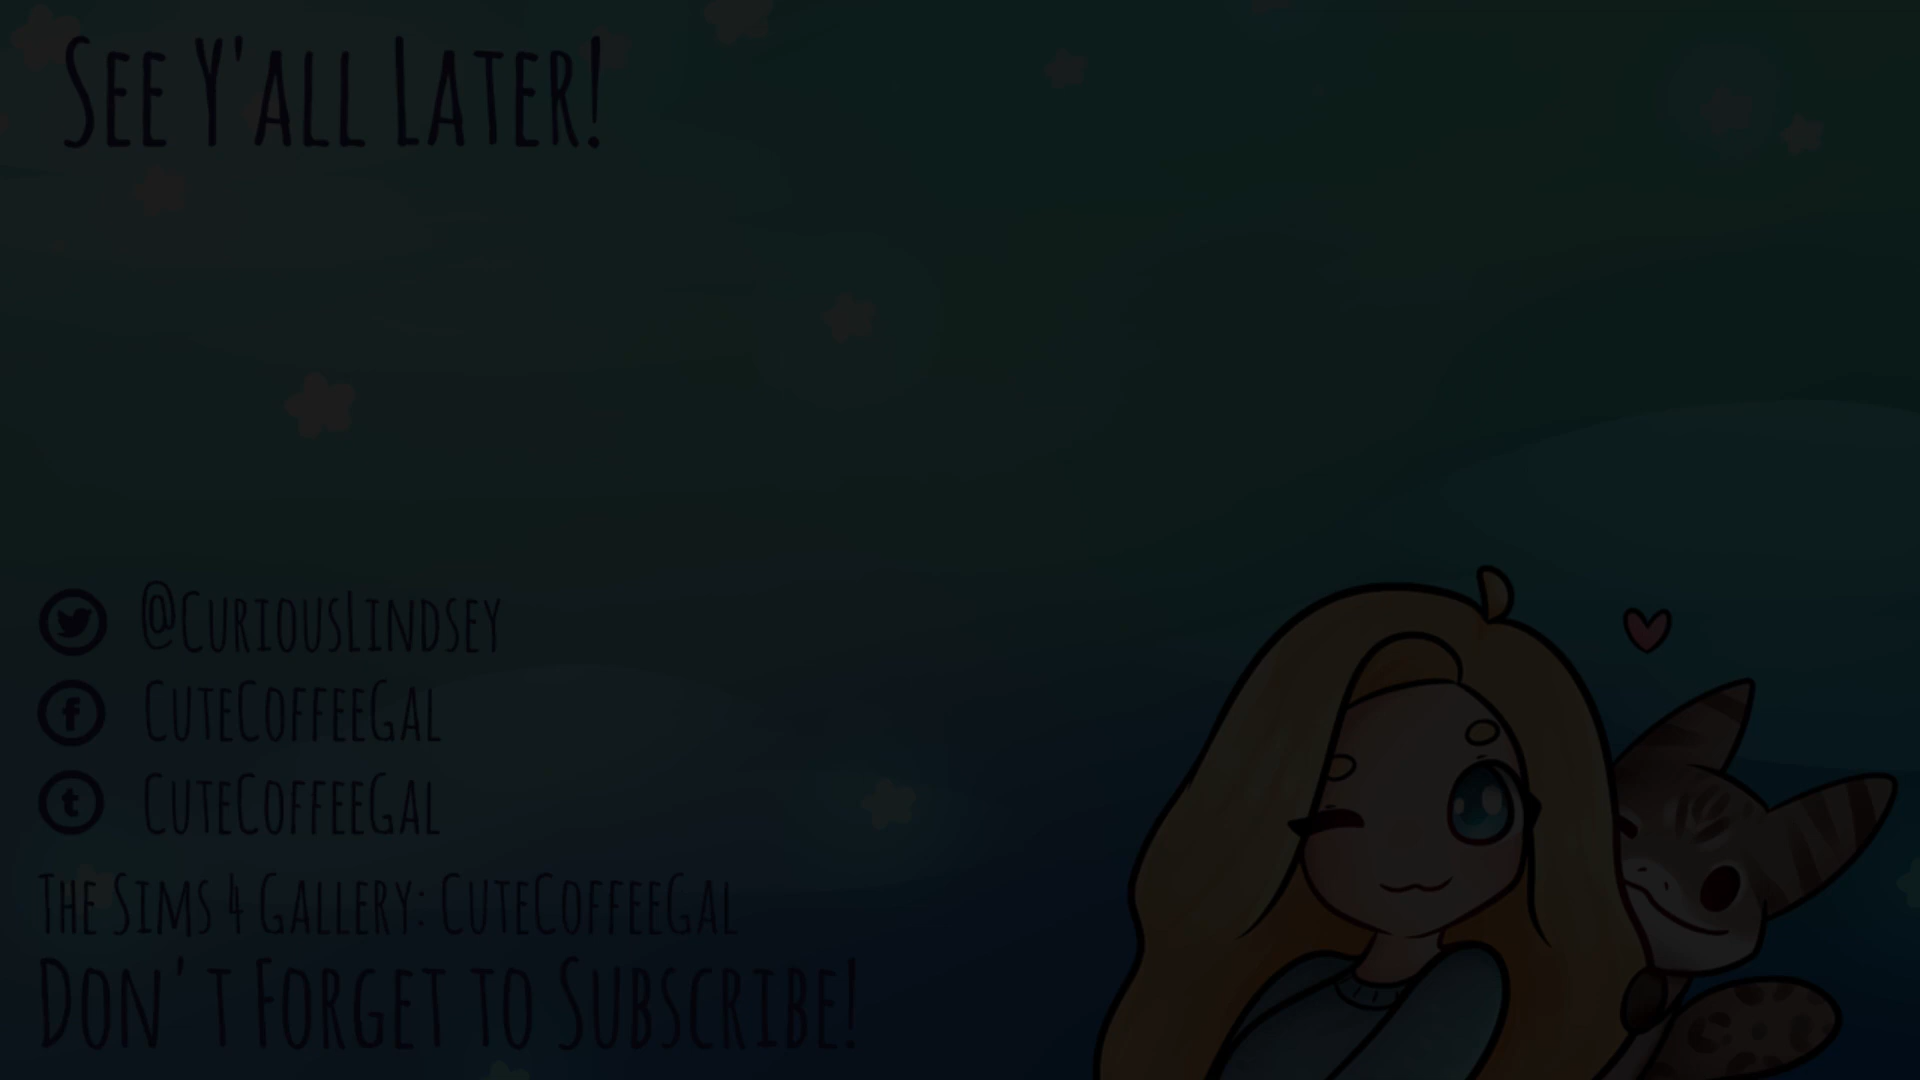 See Y'all Later!
@CuriousLindsey
CuteCoffeeGal
CuteCoffeeGal
The Sims 4 Gallery: CuteCoffeeGal
Don't Forget to Subscribe!